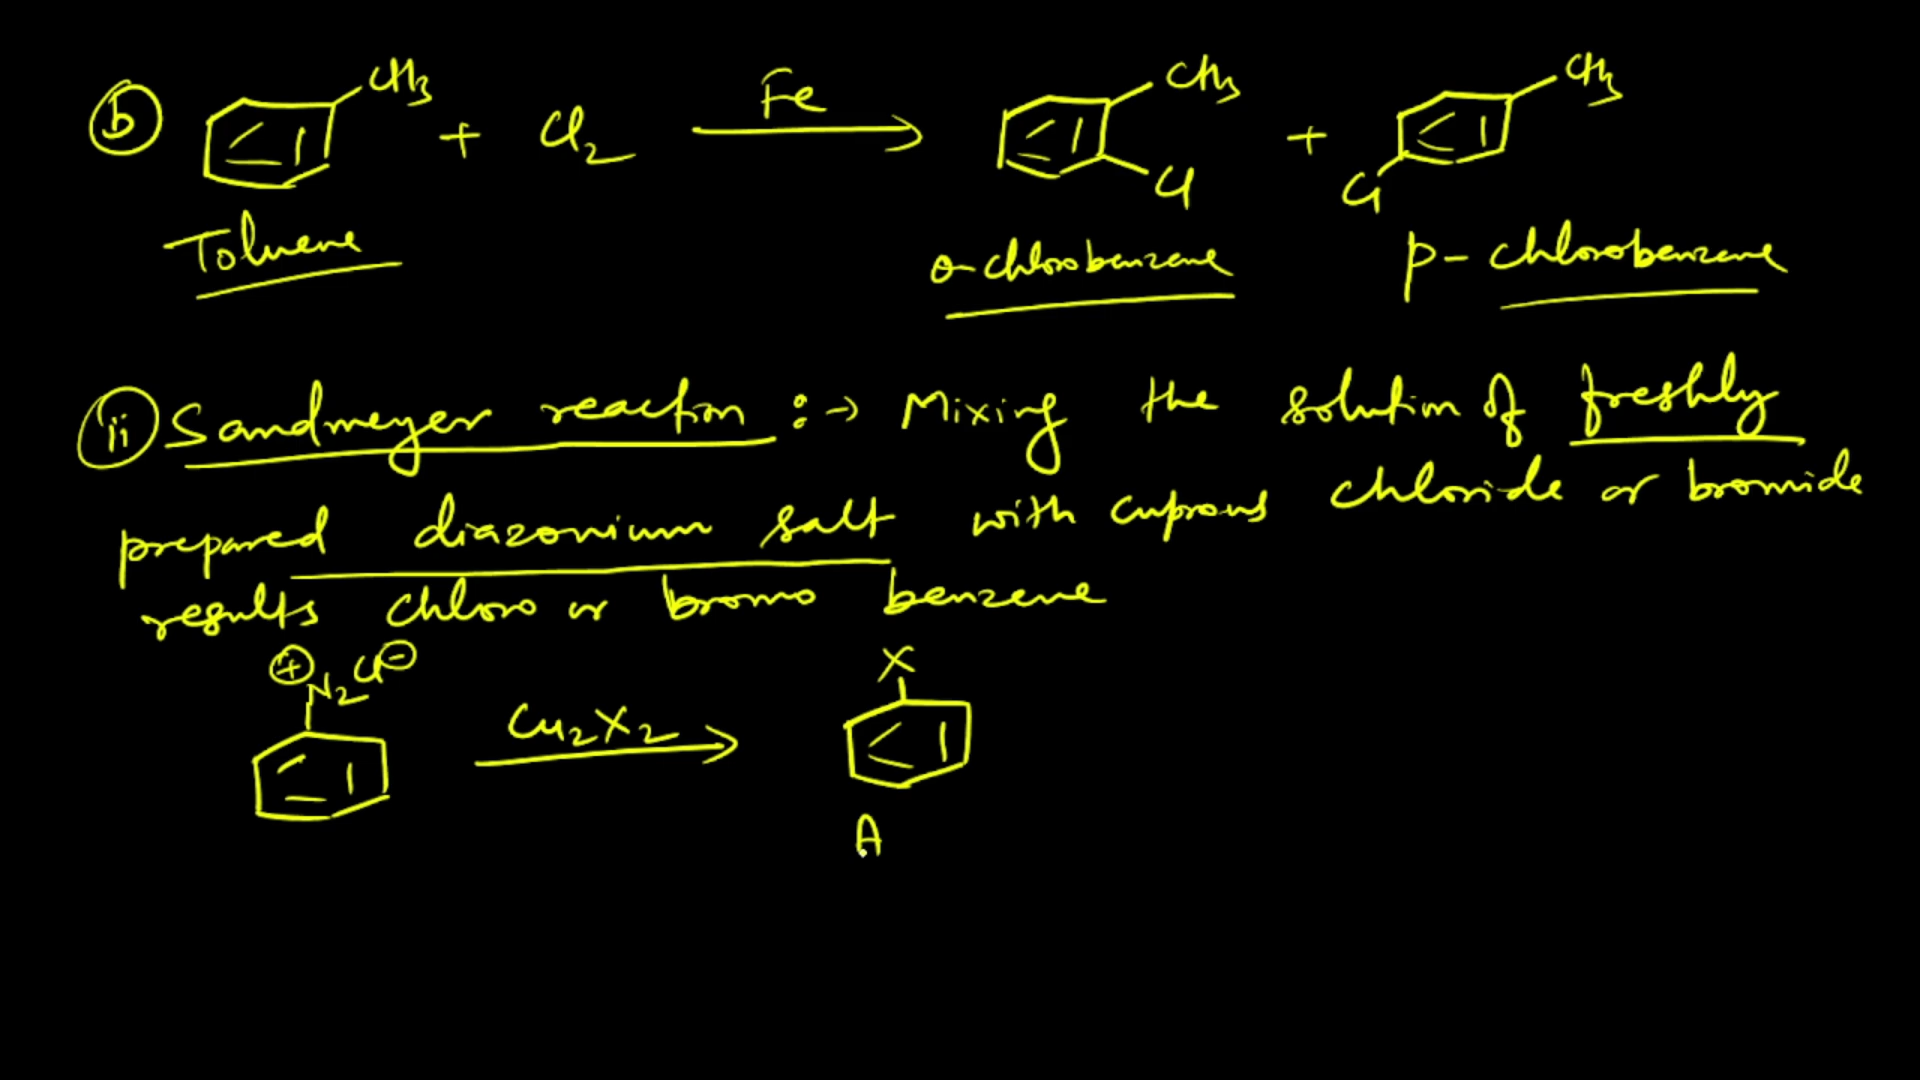 b CH3 + Cl2 Fe → CH3 Cl + CH3 Cl
Toluene o-chlorobenzene p-chlorobenzene
ii Sandmeyer reaction :→ Mixing the solution of freshly
prepared diazonium salt with cuprous chloride or bromide
results chloro or bromo benzene
⊕ N2Cl⊖ Cu2X2 → X
A